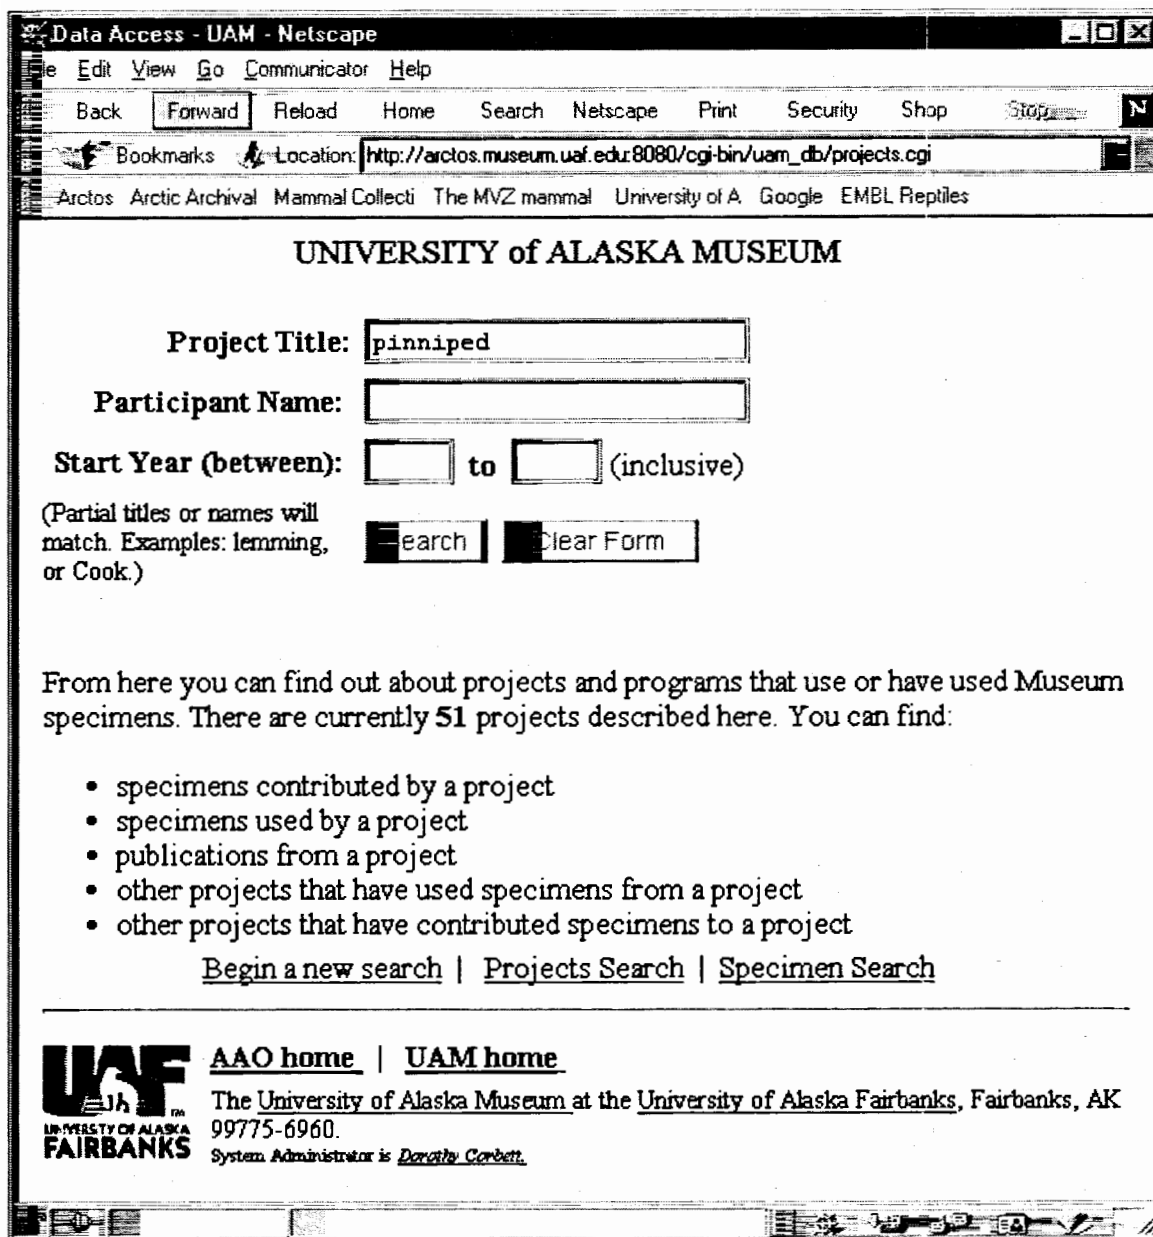 Data Access - UAM - Netscape
Edit View Go Communicator Help
Back Forward Reload Home Search Netscape Print Security Shop Stop N
Bookmarks Location: http://arctos.museum.uaf.edu:8080/cgi-bin/uam_db/projects.cgi
Arctos Arctic Archival Mammal Collecti The MVZ mammal University of A Google EMBL Reptiles
UNIVERSITY of ALASKA MUSEUM
Project Title: pinniped
Participant Name:
Start Year (between): to (inclusive)
(Partial titles or names will
match. Examples: lemming,
or Cook.)
earch Clear Form
From here you can find out about projects and programs that use or have used Museum
specimens. There are currently 51 projects described here. You can find:
• specimens contributed by a project
• specimens used by a project
• publications from a project
• other projects that have used specimens from a project
• other projects that have contributed specimens to a project
Begin a new search | Projects Search | Specimen Search
UAF
UNIVERSITY OF ALASKA
FAIRBANKS
AAO home | UAM home
The University of Alaska Museum at the University of Alaska Fairbanks, Fairbanks, AK
99775-6960.
System Administrator is Dorothy Corbett.